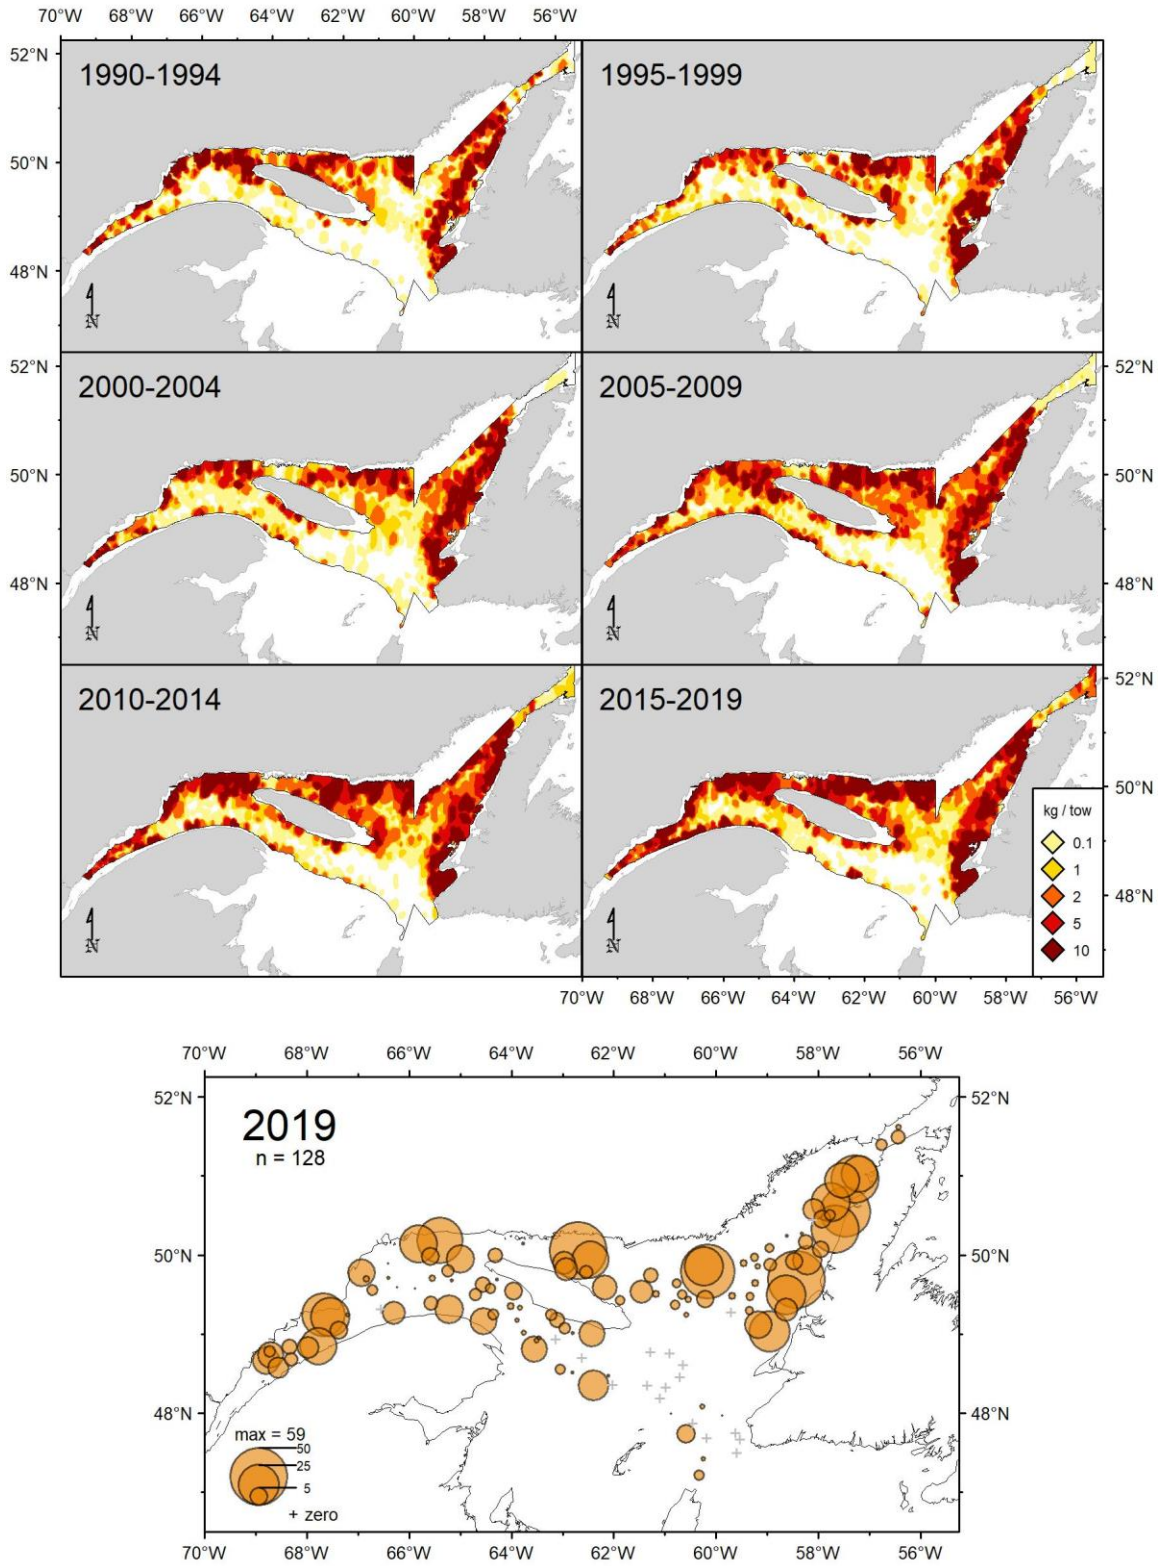 70°W 68°W 66°W 64°W 62°W 60°W 58°W 56°W
52°N
1990-1994 1995-1999
50°N
48°N
N N
2000-2004 2005-2009
52°N
50°N 50°N
48°N 48°N
N N
2010-2014 2015-2019
52°N
50°N
kg / tow
0.1
1
48°N
2
5
10
N N
70°W 68°W 66°W 64°W 62°W 60°W 58°W 56°W
70°W 68°W 66°W 64°W 62°W 60°W 58°W 56°W
52°N 52°N
2019
n = 128
50°N 50°N
48°N 48°N
max = 59
50
25
5
+ zero
70°W 68°W 66°W 64°W 62°W 60°W 58°W 56°W